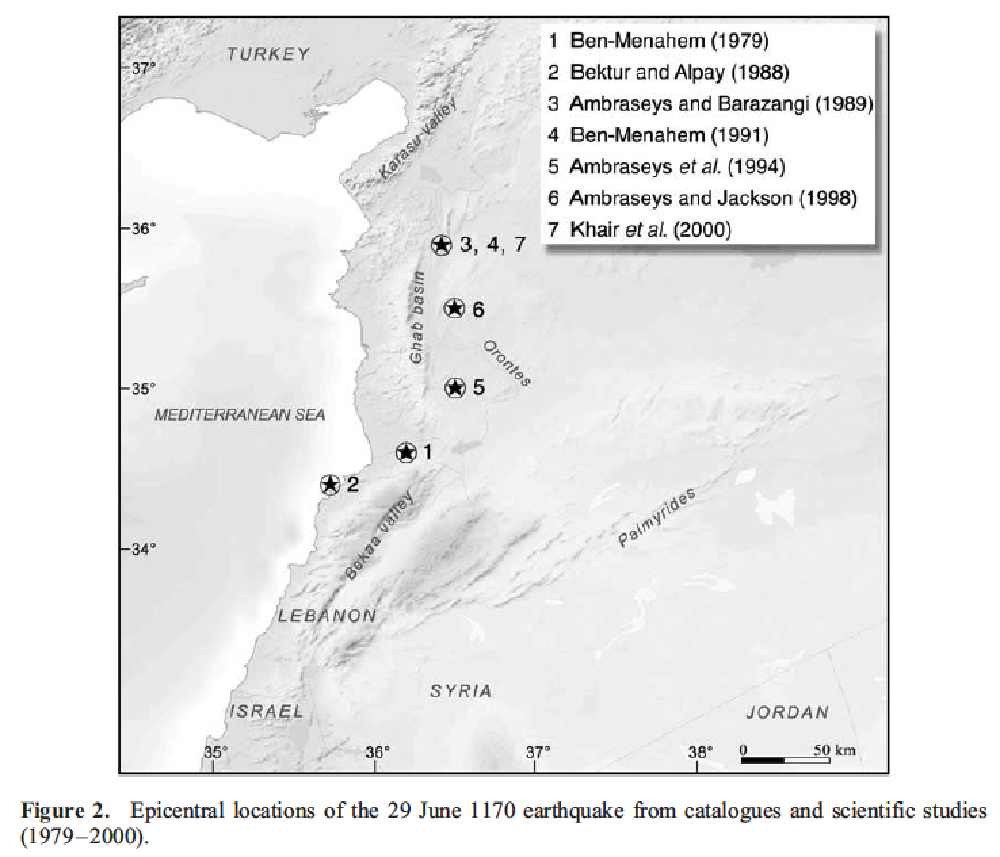 TURKEY
1 Ben-Menahem (1979)
2 Bektur and Alpay (1988)
3 Ambraseys and Barazangi (1989)
4 Ben-Menahem (1991)
5 Ambraseys et al. (1994)
6 Ambraseys and Jackson (1998)
7 Khair et al. (2000)
37°
Karasu valley
36°
3, 4, 7
Ghab basin
6
Orontes
35°
5
MEDITERRANEAN SEA
1
2
Bekaa valley
Palmyrides
34°
LEBANON
SYRIA
ISRAEL
JORDAN
35°
36°
37°
38°
0 50 km
Figure 2. Epicentral locations of the 29 June 1170 earthquake from catalogues and scientific studies
(1979–2000).